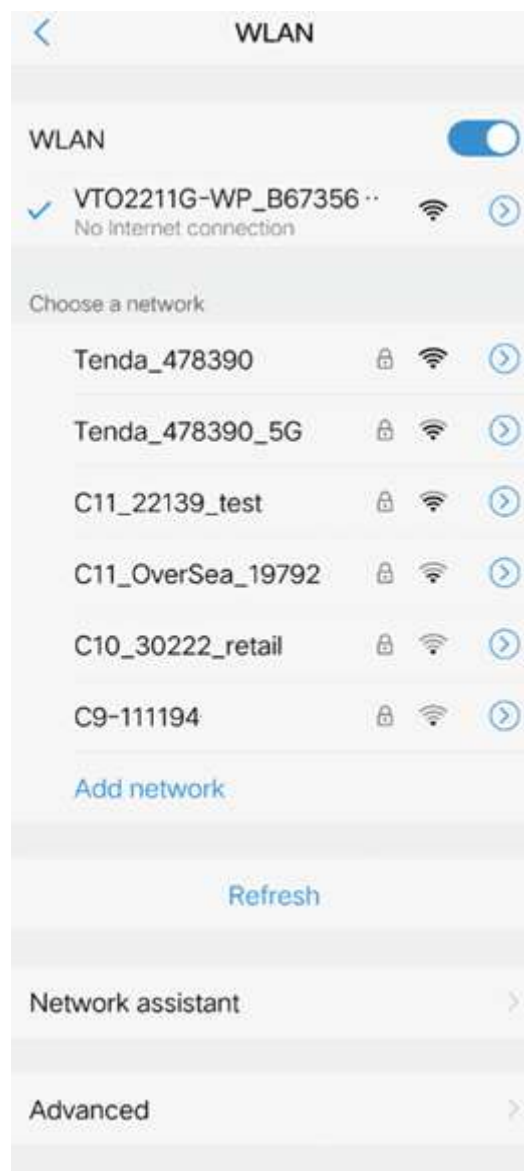 WLAN
WLAN
VTO2211G-WP_B67356··
No Internet connection
Choose a network
Tenda_478390
Tenda_478390_5G
C11_22139_test
C11_OverSea_19792
C10_30222_retail
C9-111194
Add network
Refresh
Network assistant
Advanced